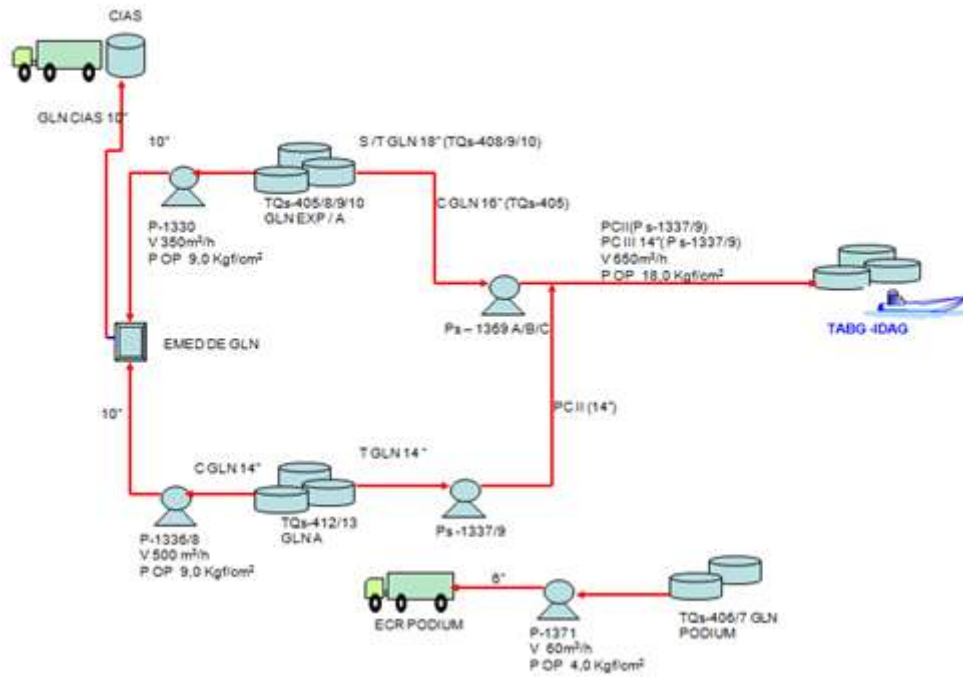 CIAS
GLN CIAS 10"
10"
S /T GLN 18" (TQs-408/9/10)
TQs-405/8/9/10
GLN EXP / A
C GLN 16" (TQs-405)
P-1330
V 350m³/h
P OP 9,0 Kgf/cm²
PCII(P s-1337/9)
PC III 14"( P s-1337/9)
V 650m³/h
P OP 18,0 Kgf/cm²
Ps – 1369 A/B/C
TABG -IDAG
EMED DE GLN
10"
PC II (14")
C GLN 14"
T GLN 14 "
TQs-412/13
GLN A
Ps -1337/9
P-1336/8
V 500 m³/h
P OP 9,0 Kgf/cm²
6"
ECR PODIUM
P-1371
V 60m³/h
P OP 4,0 Kgf/cm²
TQs-406/7 GLN
PODIUM